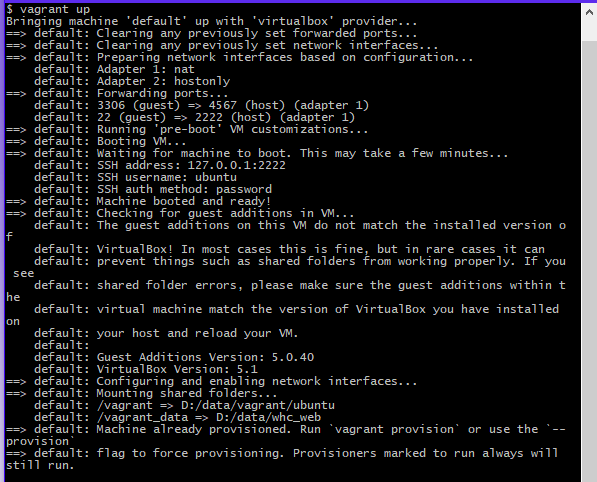 $ vagrant up
Bringing machine 'default' up with 'virtualbox' provider...
==> default: Clearing any previously set forwarded ports...
==> default: Clearing any previously set network interfaces...
==> default: Preparing network interfaces based on configuration...
    default: Adapter 1: nat
    default: Adapter 2: hostonly
==> default: Forwarding ports...
    default: 3306 (guest) => 4567 (host) (adapter 1)
    default: 22 (guest) => 2222 (host) (adapter 1)
==> default: Running 'pre-boot' VM customizations...
==> default: Booting VM...
==> default: Waiting for machine to boot. This may take a few minutes...
    default: SSH address: 127.0.0.1:2222
    default: SSH username: ubuntu
    default: SSH auth method: password
==> default: Machine booted and ready!
==> default: Checking for guest additions in VM...
    default: The guest additions on this VM do not match the installed version o
f
    default: VirtualBox! In most cases this is fine, but in rare cases it can
    default: prevent things such as shared folders from working properly. If you
 see
    default: shared folder errors, please make sure the guest additions within t
he
    default: virtual machine match the version of VirtualBox you have installed
on
    default: your host and reload your VM.
    default:
    default: Guest Additions Version: 5.0.40
    default: VirtualBox Version: 5.1
==> default: Configuring and enabling network interfaces...
==> default: Mounting shared folders...
    default: /vagrant => D:/data/vagrant/ubuntu
    default: /vagrant_data => D:/data/whc_web
==> default: Machine already provisioned. Run `vagrant provision` or use the `--
provision`
==> default: flag to force provisioning. Provisioners marked to run always will
still run.